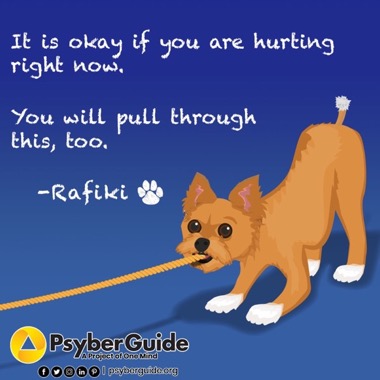 It is okay if you are hurting
right now.
You will pull through
this, too.
-Rafiki
PsyberGuide
A Project of One Mind
| psyberguide.org